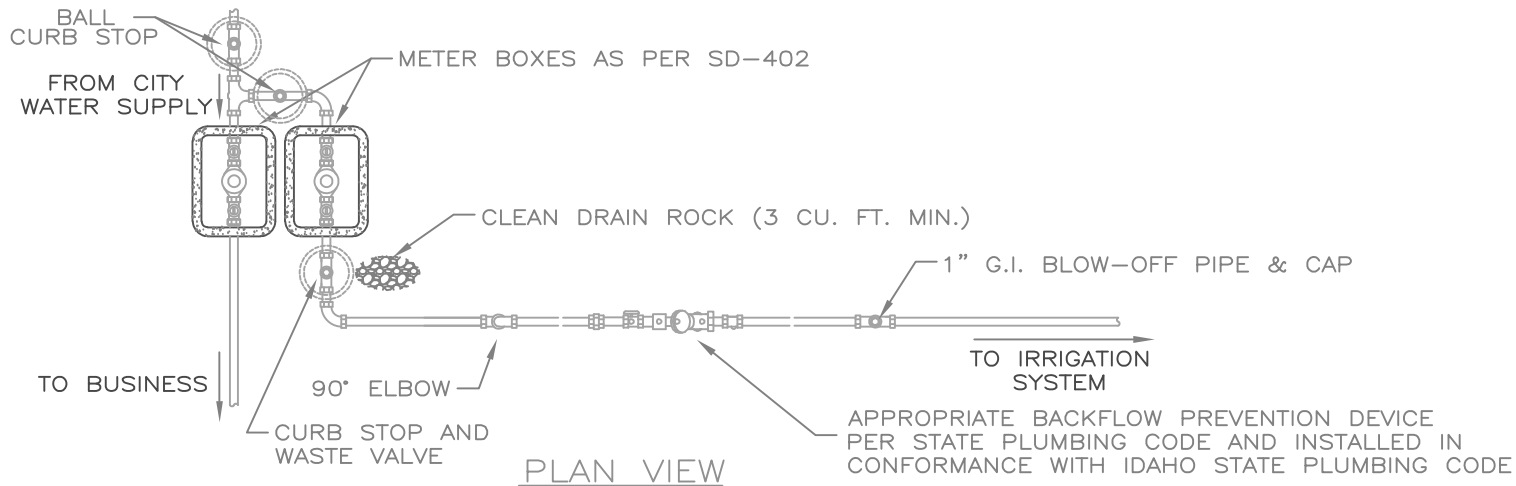 BALL
CURB STOP
METER BOXES AS PER SD-402
FROM CITY
WATER SUPPLY
CLEAN DRAIN ROCK (3 CU. FT. MIN.)
1" G.I. BLOW-OFF PIPE & CAP
TO IRRIGATION
SYSTEM
TO BUSINESS
90° ELBOW
CURB STOP AND
WASTE VALVE
APPROPRIATE BACKFLOW PREVENTION DEVICE
PER STATE PLUMBING CODE AND INSTALLED IN
CONFORMANCE WITH IDAHO STATE PLUMBING CODE
PLAN VIEW